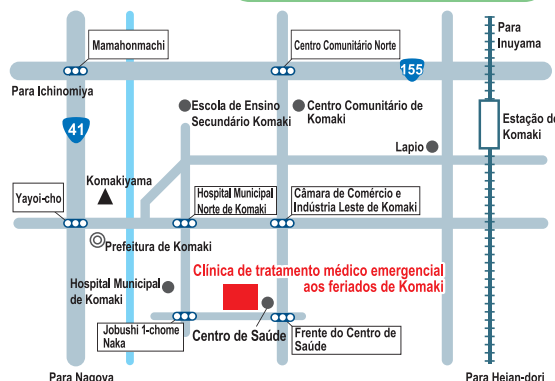 Para
Inuyama
Mamahonmachi
Centro Comunitário Norte
155
Para Ichinomiya
Escola de Ensino
Secundário Komaki
Centro Comunitário de
Komaki
Estação de
Komaki
41
Lapio
Komakiyama
Yayoi-cho
Hospital Municipal
Norte de Komaki
Câmara de Comércio e
Indústria Leste de Komaki
Prefeitura de Komaki
Clínica de tratamento médico emergencial
aos feriados de Komaki
Hospital Municipal
de Komaki
Jobushi 1-chome
Naka
Centro de Saúde
Frente do Centro de
Saúde
Para Nagoya
Para Heian-dori